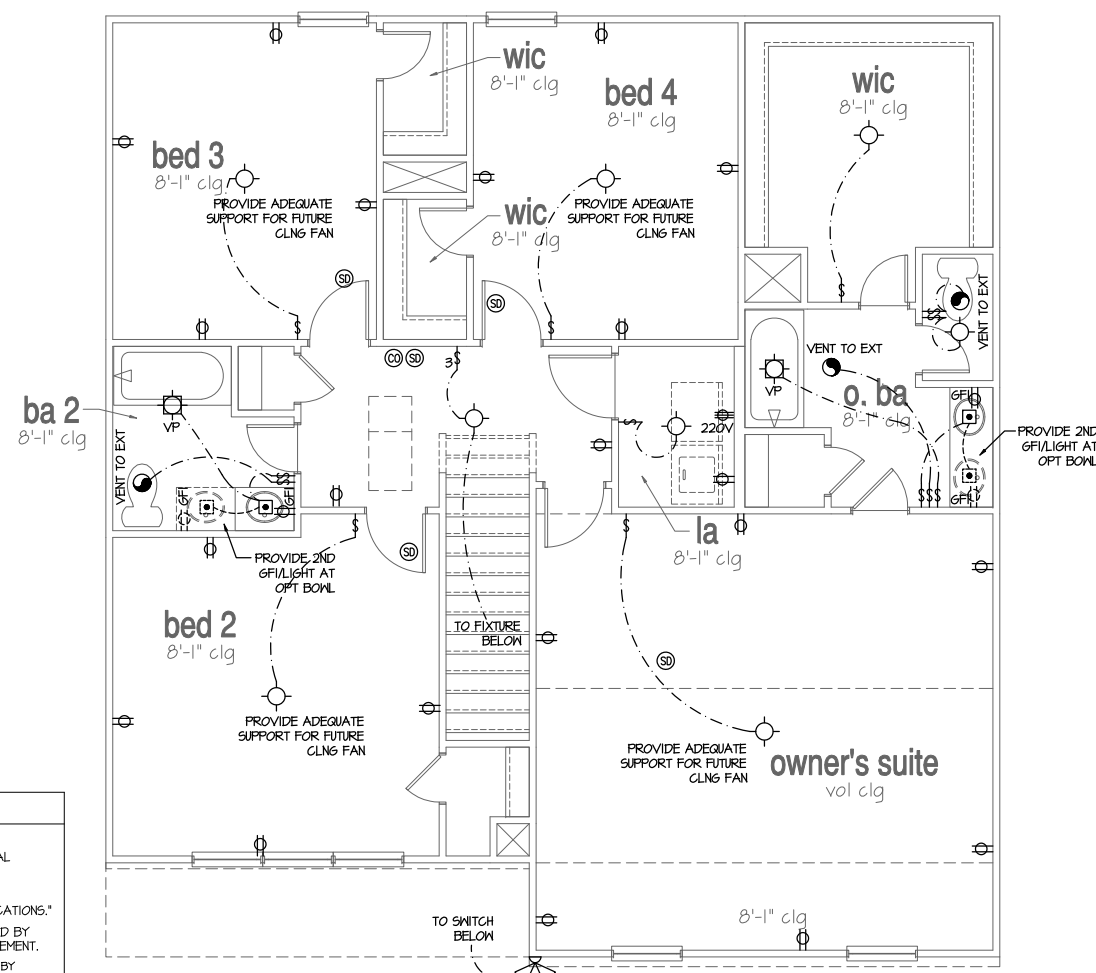 wic
8'-1" clg
bed 4
8'-1" clg
wic
8'-1" clg
bed 3
8'-1" clg
PROVIDE ADEQUATE
SUPPORT FOR FUTURE
CLNG FAN
wic
8'-1" clg
PROVIDE ADEQUATE
SUPPORT FOR FUTURE
CLNG FAN
SD
SD
VENT TO EXT
CO
SD
3
VENT TO EXT
VP
o. ba
8'-1" clg
GFI
ba 2
8'-1" clg
VP
220V
PROVIDE 2ND
GFI/LIGHT AT
OPT BOWL
VENT TO EXT
GFI
GFI
GFI
PROVIDE 2ND
GFI/LIGHT AT
OPT BOWL
SD
la
8'-1" clg
bed 2
8'-1" clg
TO FIXTURE
BELOW
SD
PROVIDE ADEQUATE
SUPPORT FOR FUTURE
CLNG FAN
PROVIDE ADEQUATE
SUPPORT FOR FUTURE
CLNG FAN
owner's suite
vol clg
AL
CATIONS."
D BY
EMENT.
BY
TO SWITCH
BELOW
8'-1" clg